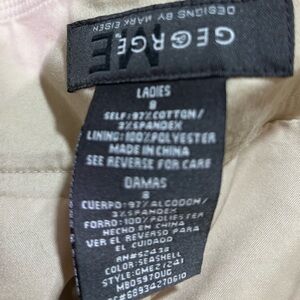 DESIGNS BY MARK EISEN
GEORGE
ME
LADIES
8
SELF:97%COTTON/
3%SPANDEX
LINING:100%POLYESTER
MADE IN CHINA
SEE REVERSE FOR CARE
DAMAS
8
CUERPO:97%ALGODON/
3%SPANDEX
FORRO:100%POLIESTER
HECHO EN CHINA
VER EL REVERSO PARA
EL CUIDADO
RN#52436
COLOR:SEASHELL